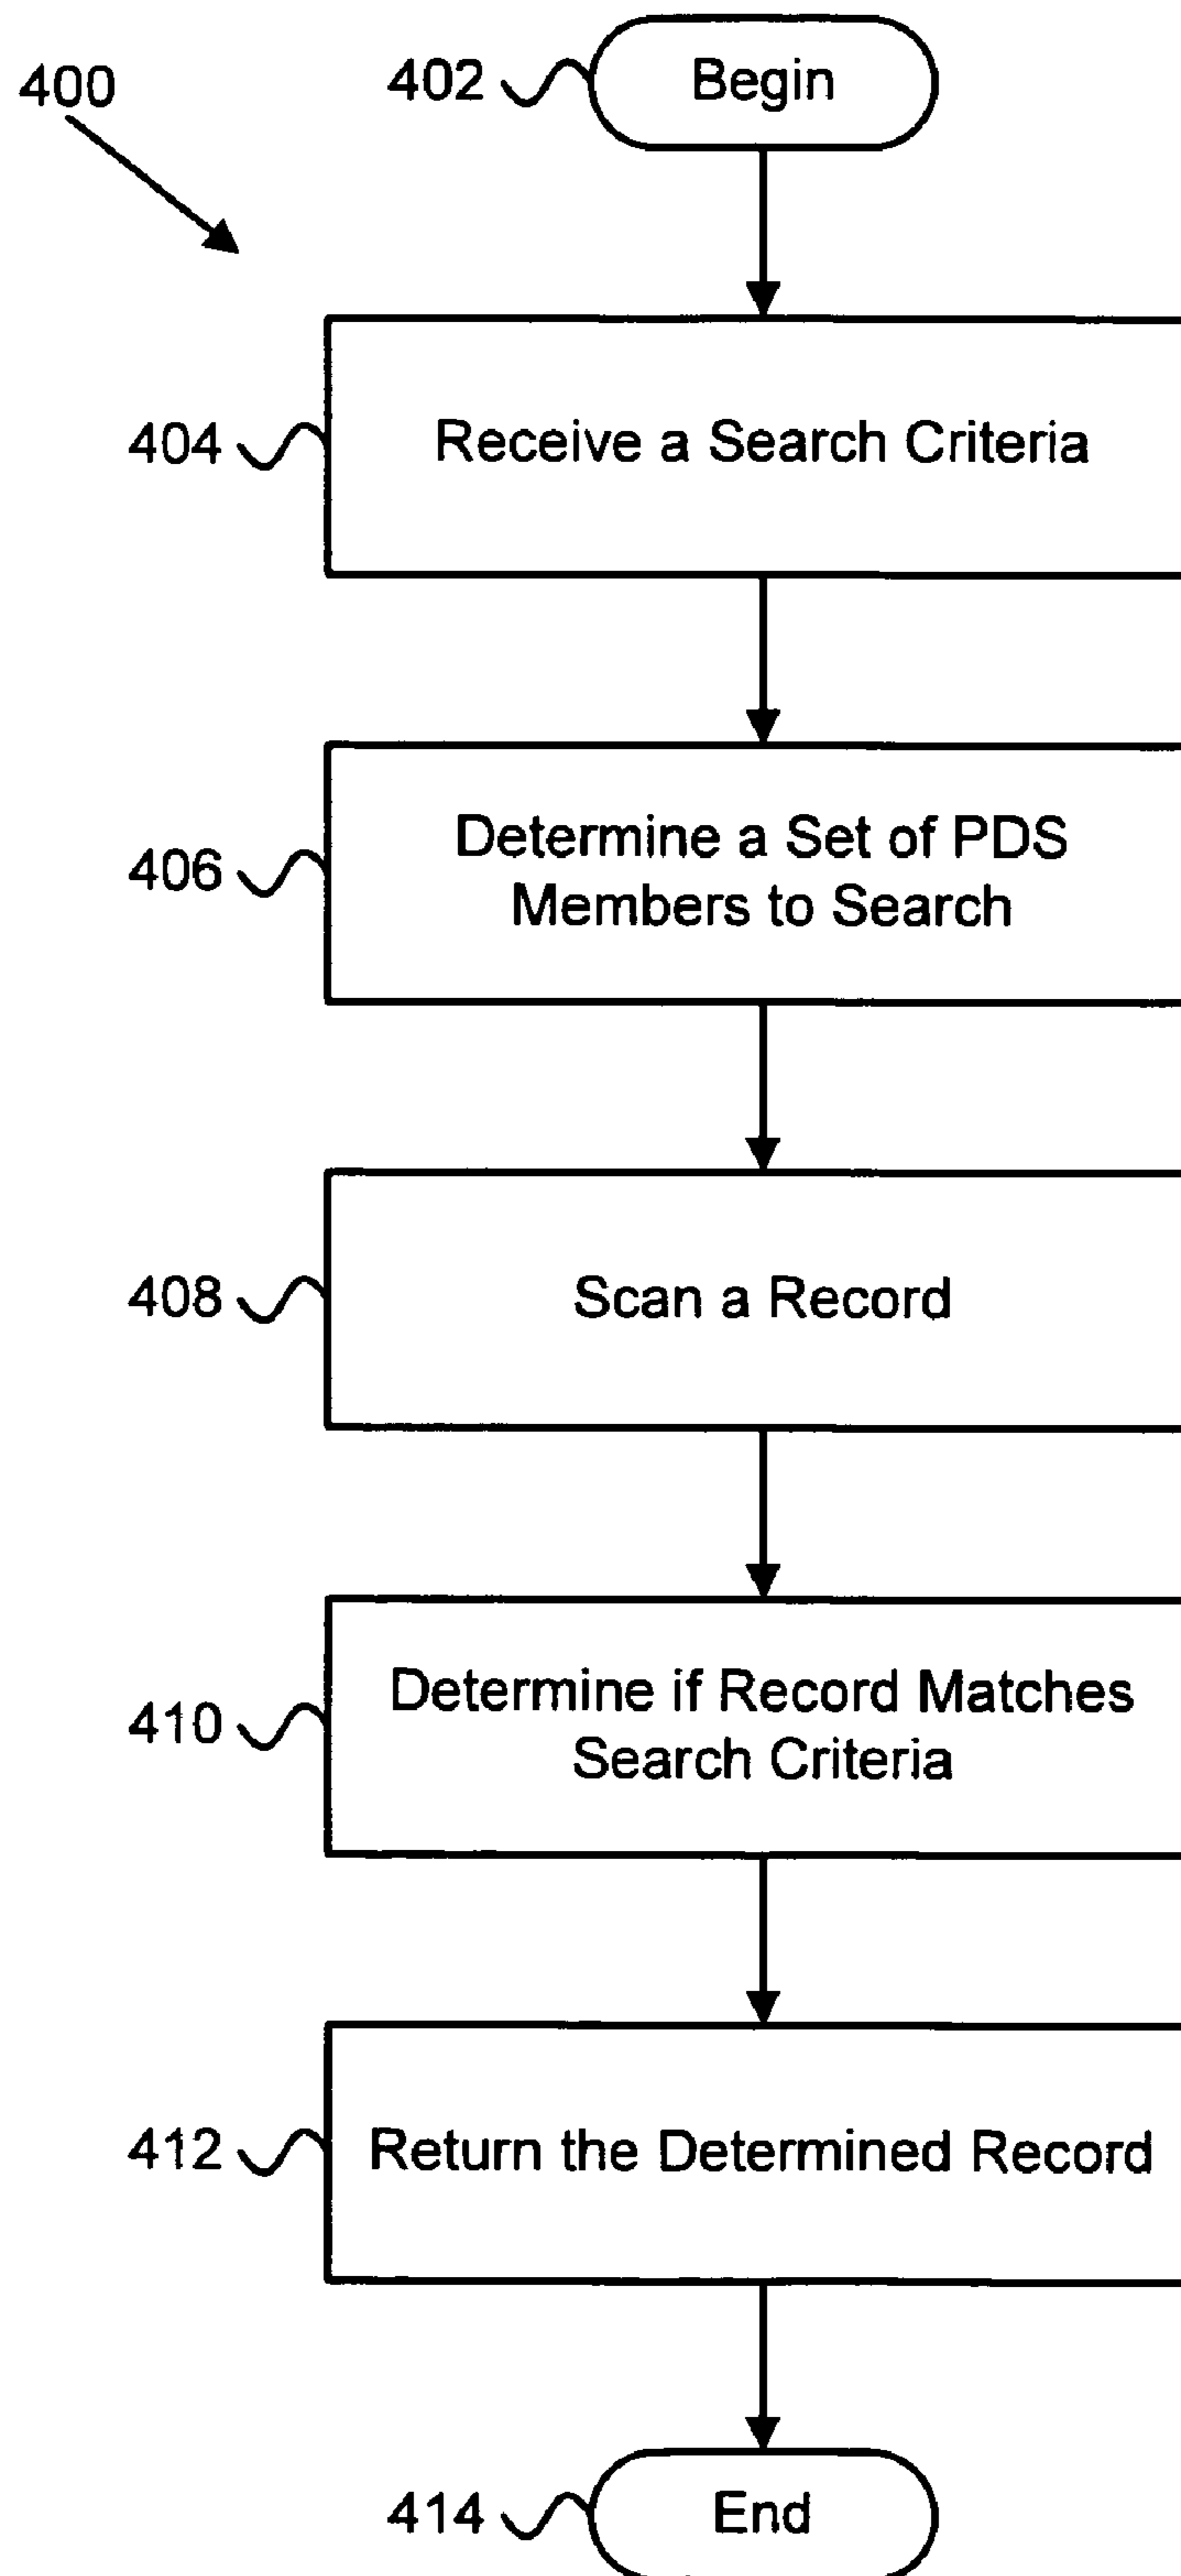 400
402
Begin
404
Receive a Search Criteria
406
Determine a Set of PDS
Members to Search
408
Scan a Record
410
Determine if Record Matches
Search Criteria
412
Return the Determined Record
414
End